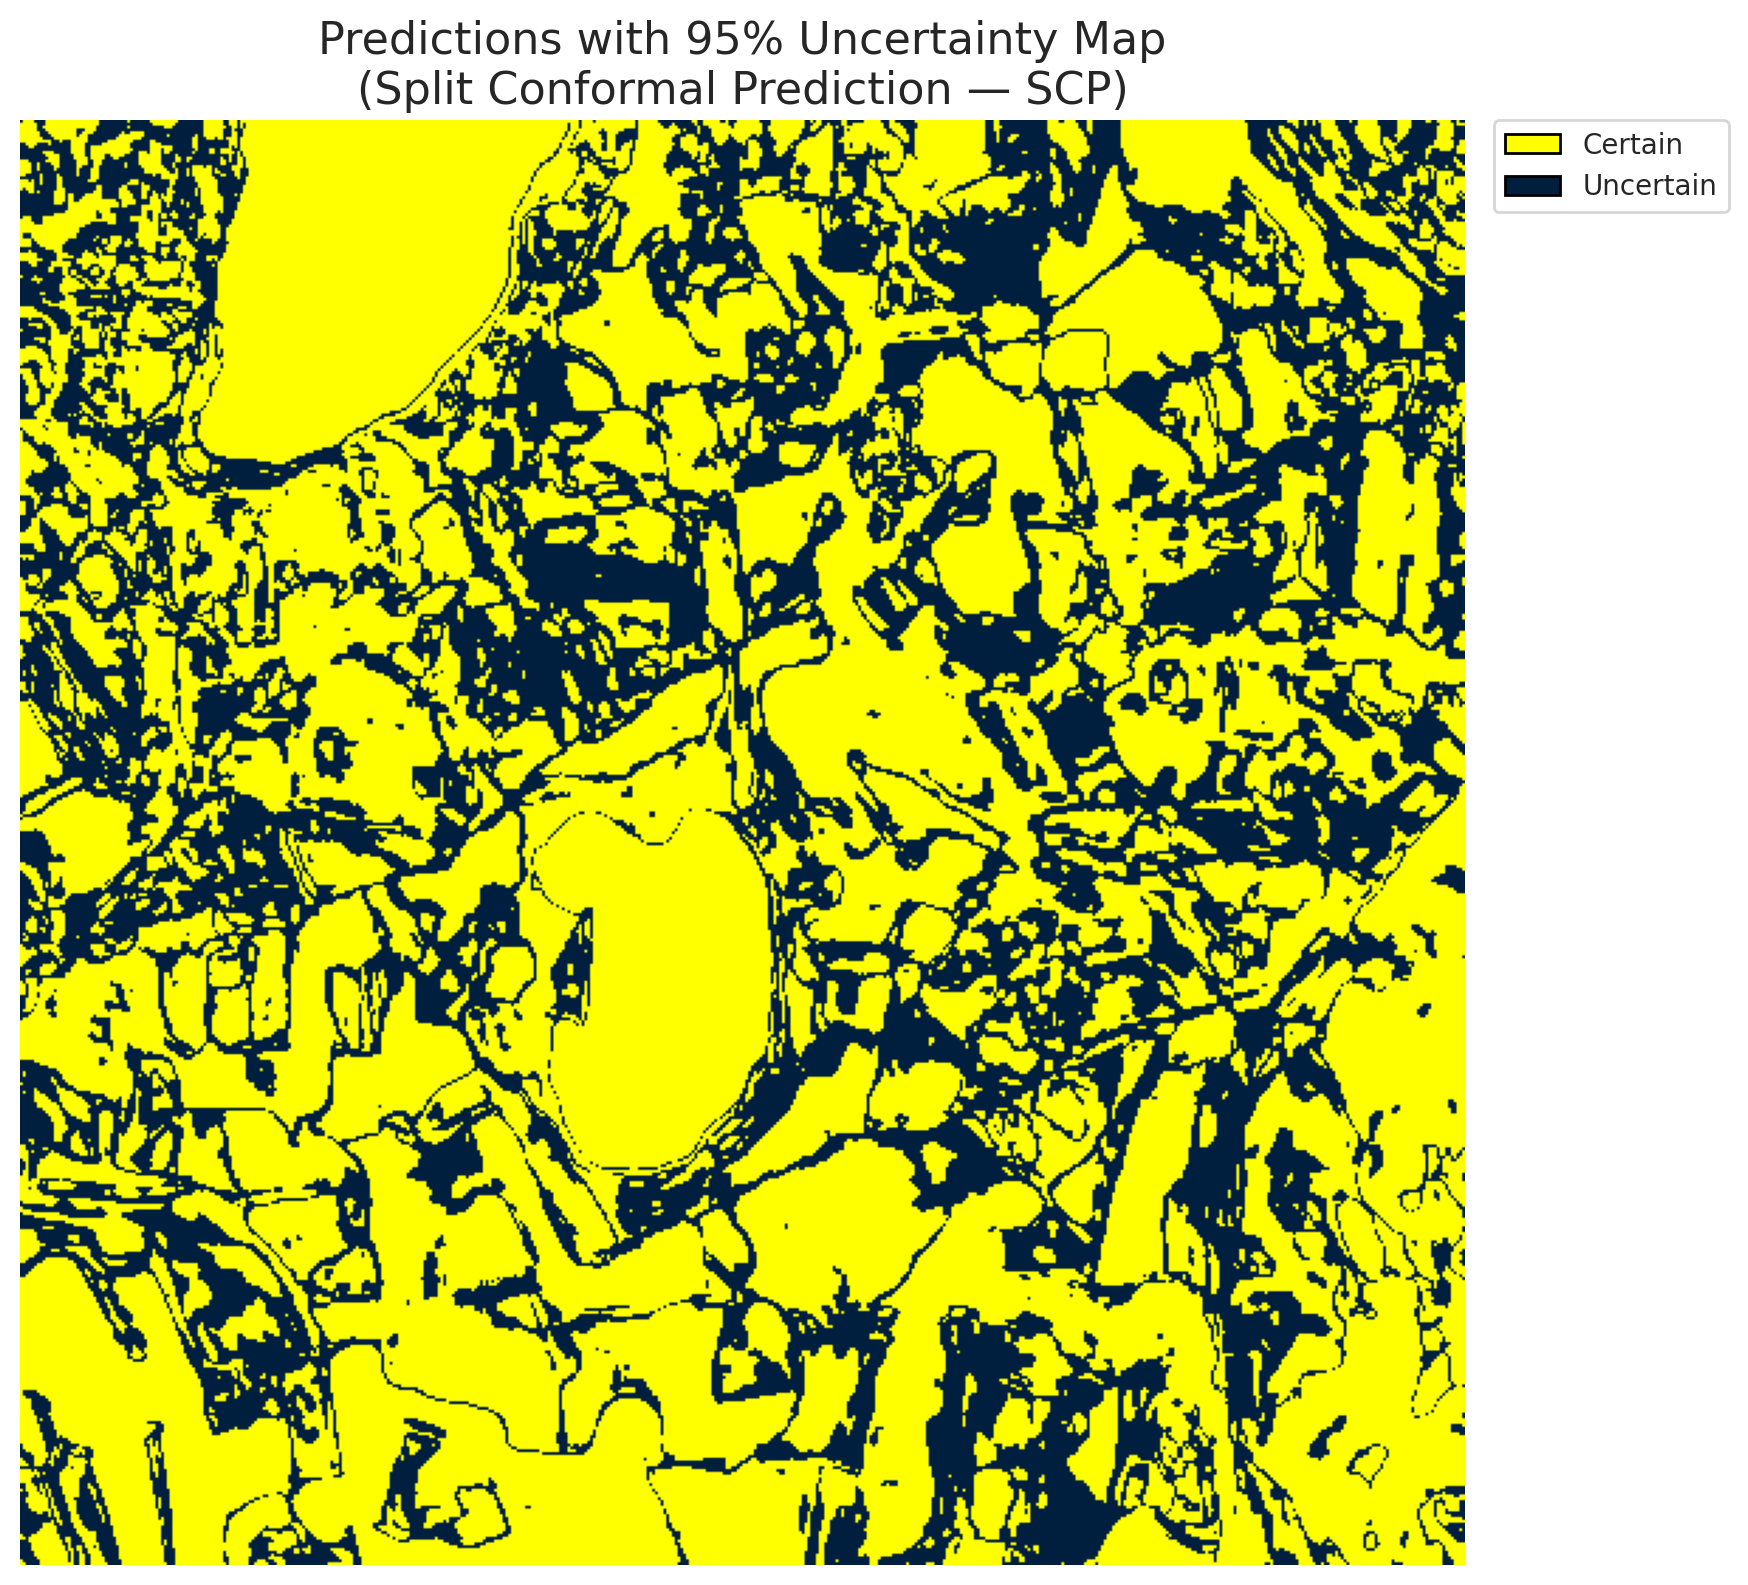 Predictions with 95% Uncertainty Map
(Split Conformal Prediction — SCP)
Certain
Uncertain